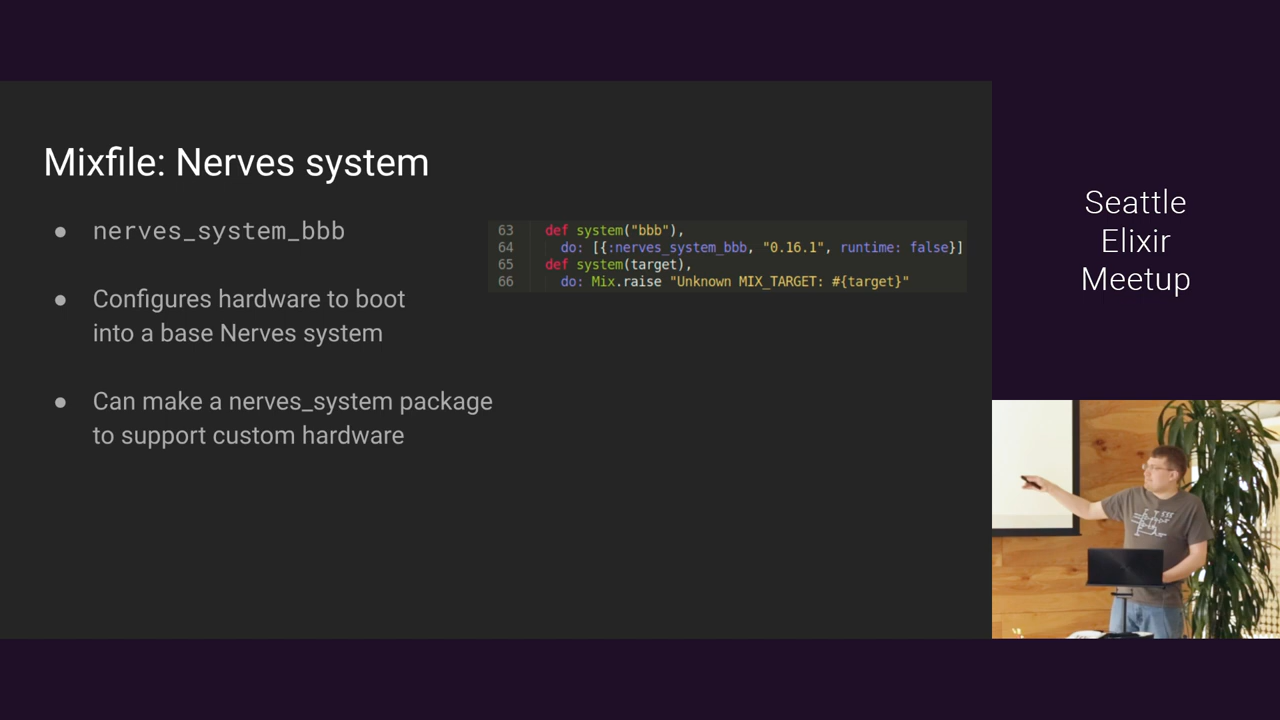 Mixfile: Nerves system
● nerves_system_bbb
● Configures hardware to boot
into a base Nerves system
● Can make a nerves_system package
to support custom hardware
63 def system("bbb"),
64 do: [{:nerves_system_bbb, "0.16.1", runtime: false}]
65 def system(target),
66 do: Mix.raise "Unknown MIX_TARGET: #{target}"
Seattle
Elixir
Meetup